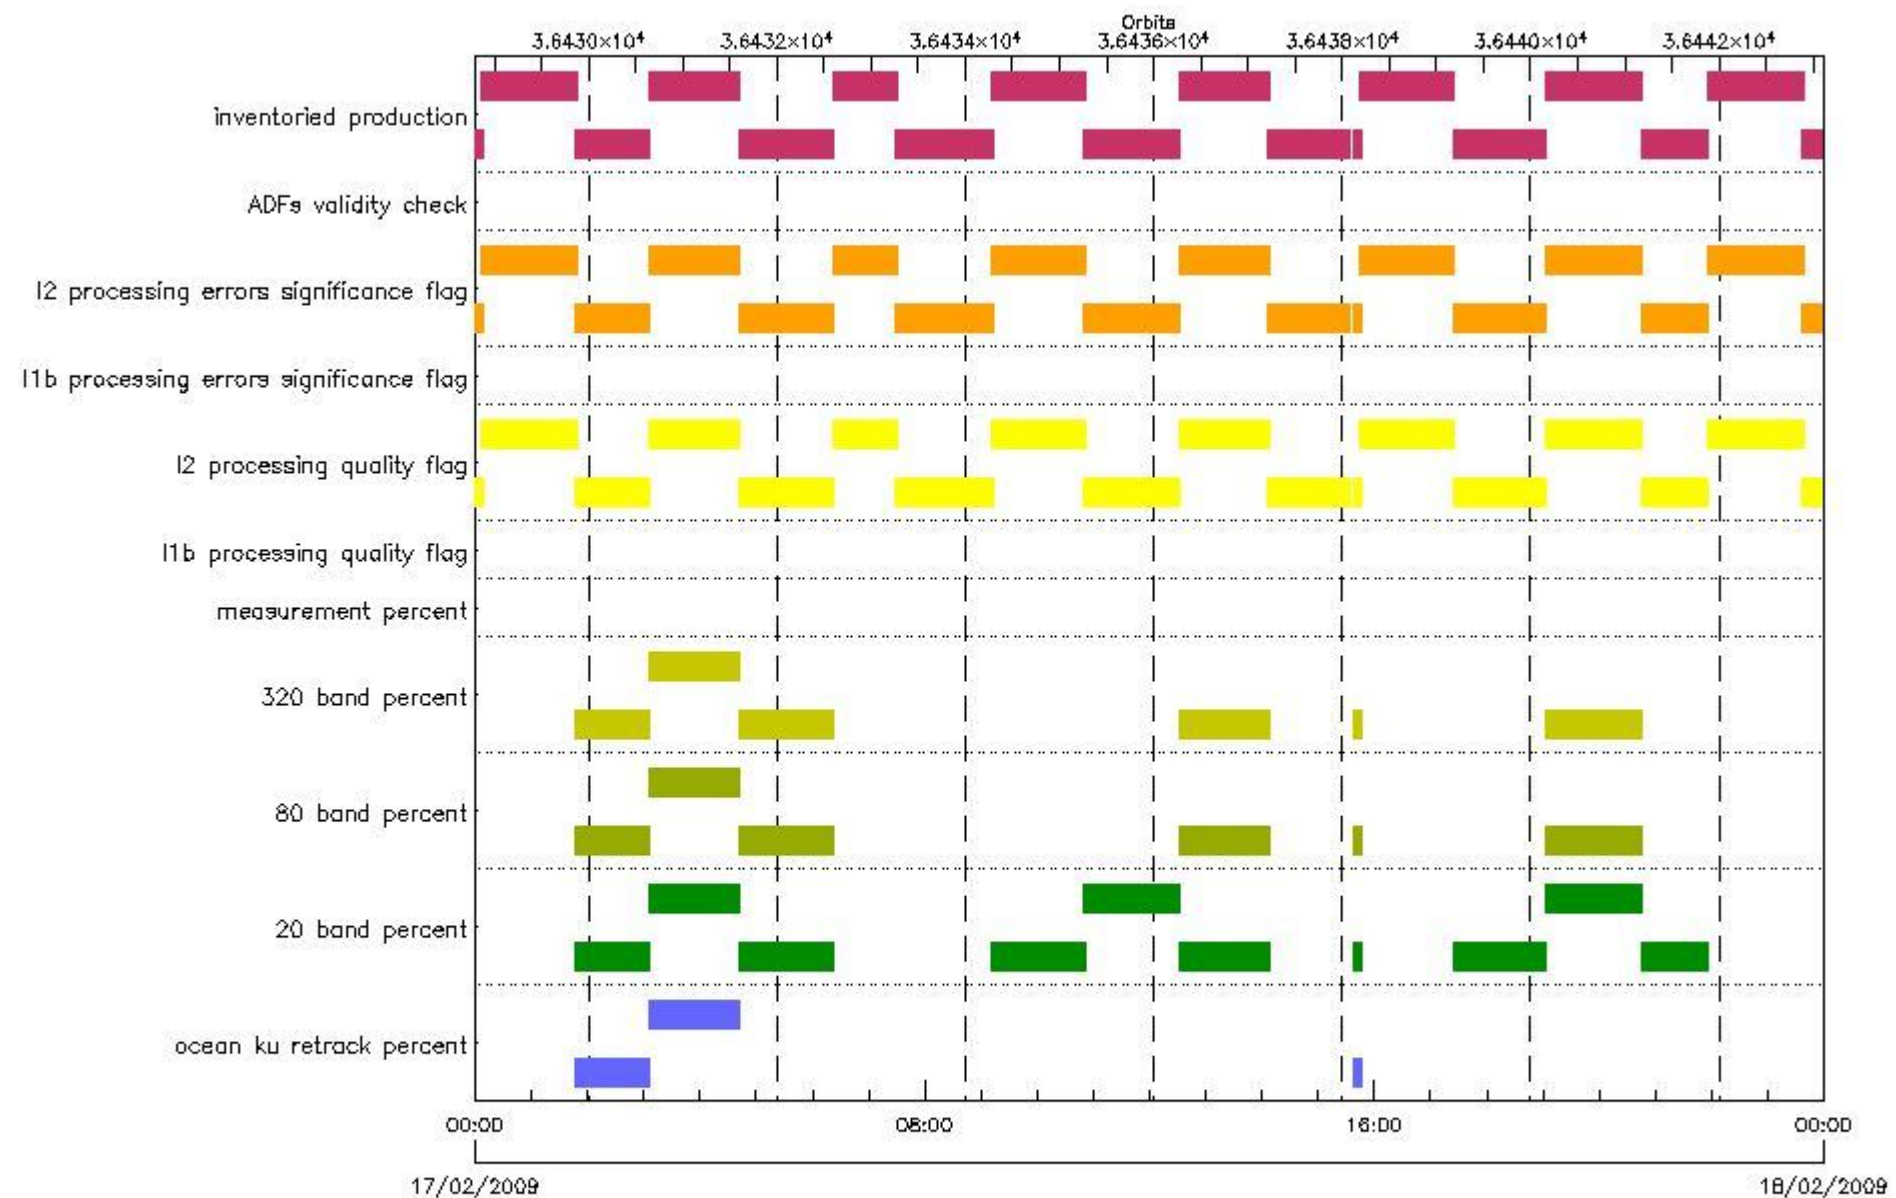 Orbits
3.6430×10⁴ 3.6432×10⁴ 3.6434×10⁴ 3.6436×10⁴ 3.6438×10⁴ 3.6440×10⁴ 3.6442×10⁴
inventoried production
ADFs validity check
l2 processing errors significance flag
l1b processing errors significance flag
l2 processing quality flag
l1b processing quality flag
measurement percent
320 band percent
80 band percent
20 band percent
ocean ku retrack percent
00:00 08:00 16:00 00:00
17/02/2009 18/02/2009